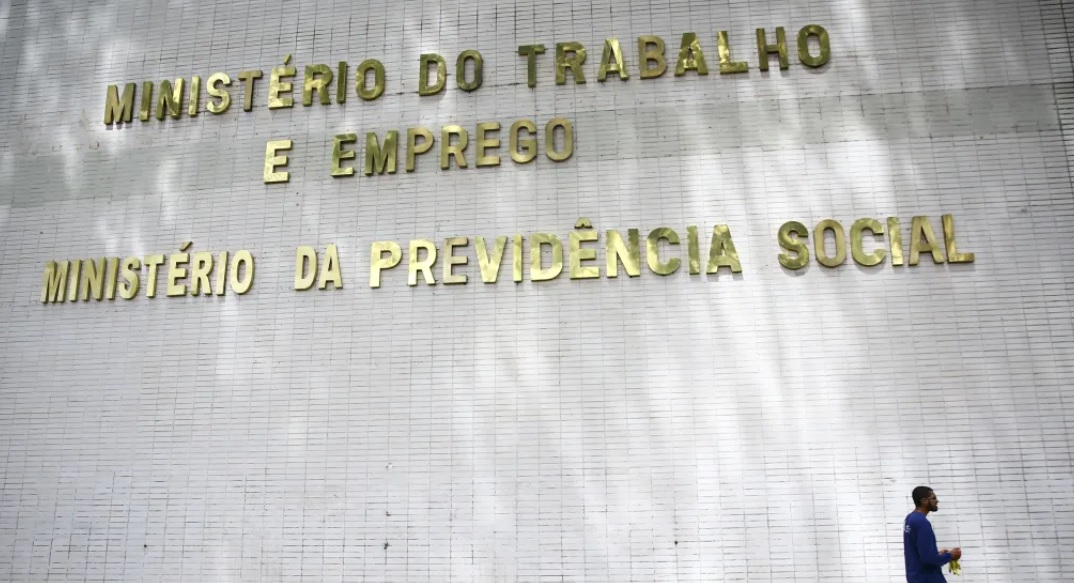 MINISTÉRIO DO TRABALHO
E EMPREGO
MINISTÉRIO DA PREVIDÊNCIA SOCIAL